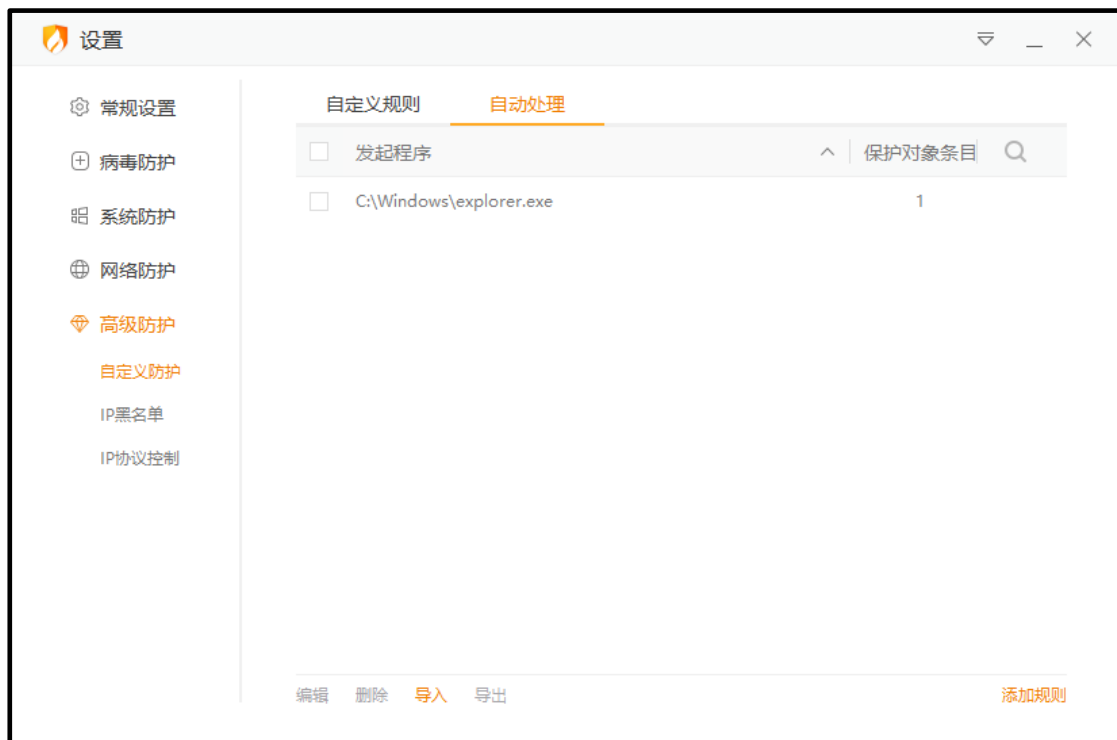 设置
常规设置
病毒防护
系统防护
网络防护
高级防护
自定义防护
IP黑名单
IP协议控制
自定义规则 自动处理
发起程序 保护对象条目
C:\Windows\explorer.exe 1
编辑 删除 导入 导出 添加规则